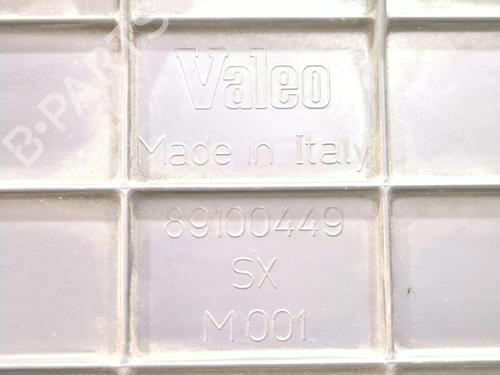 B-PARTS
Valeo
Made in Italy
89100449
SX
M001